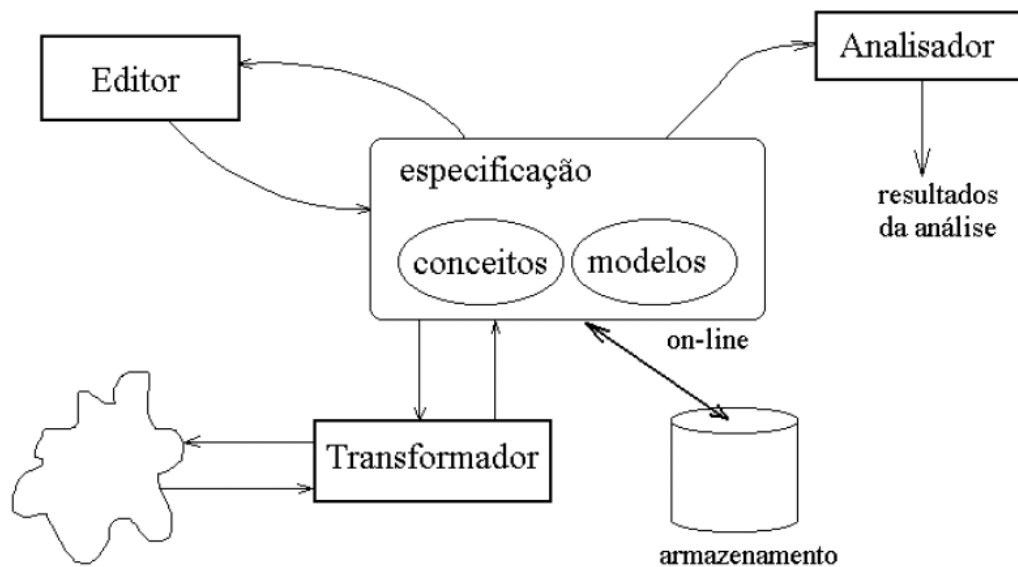 Editor
Analisador
especificação
conceitos
modelos
resultados
da análise
on-line
Transformador
armazenamento